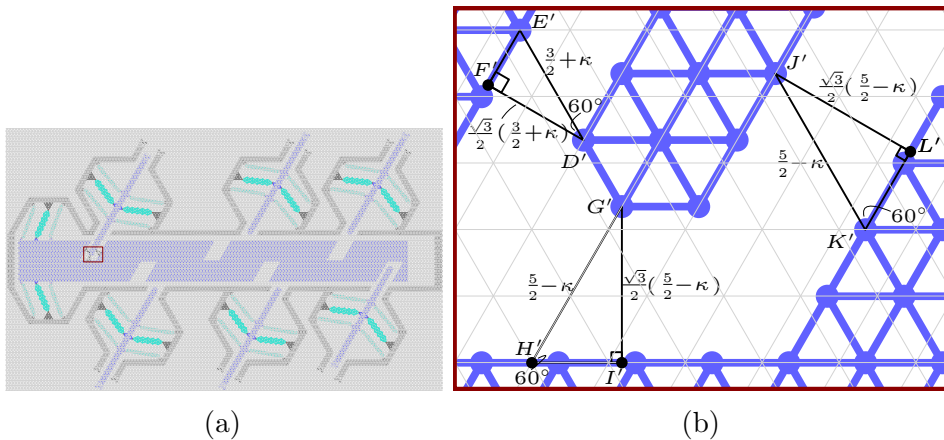 E′
F′
3/2+κ
60°
√3/2(3/2+κ)
D′
J′
√3/2(5/2−κ)
L′
5/2−κ
60°
K′
G′
5/2−κ
√3/2(5/2−κ)
H′
60°
I′
(a)
(b)